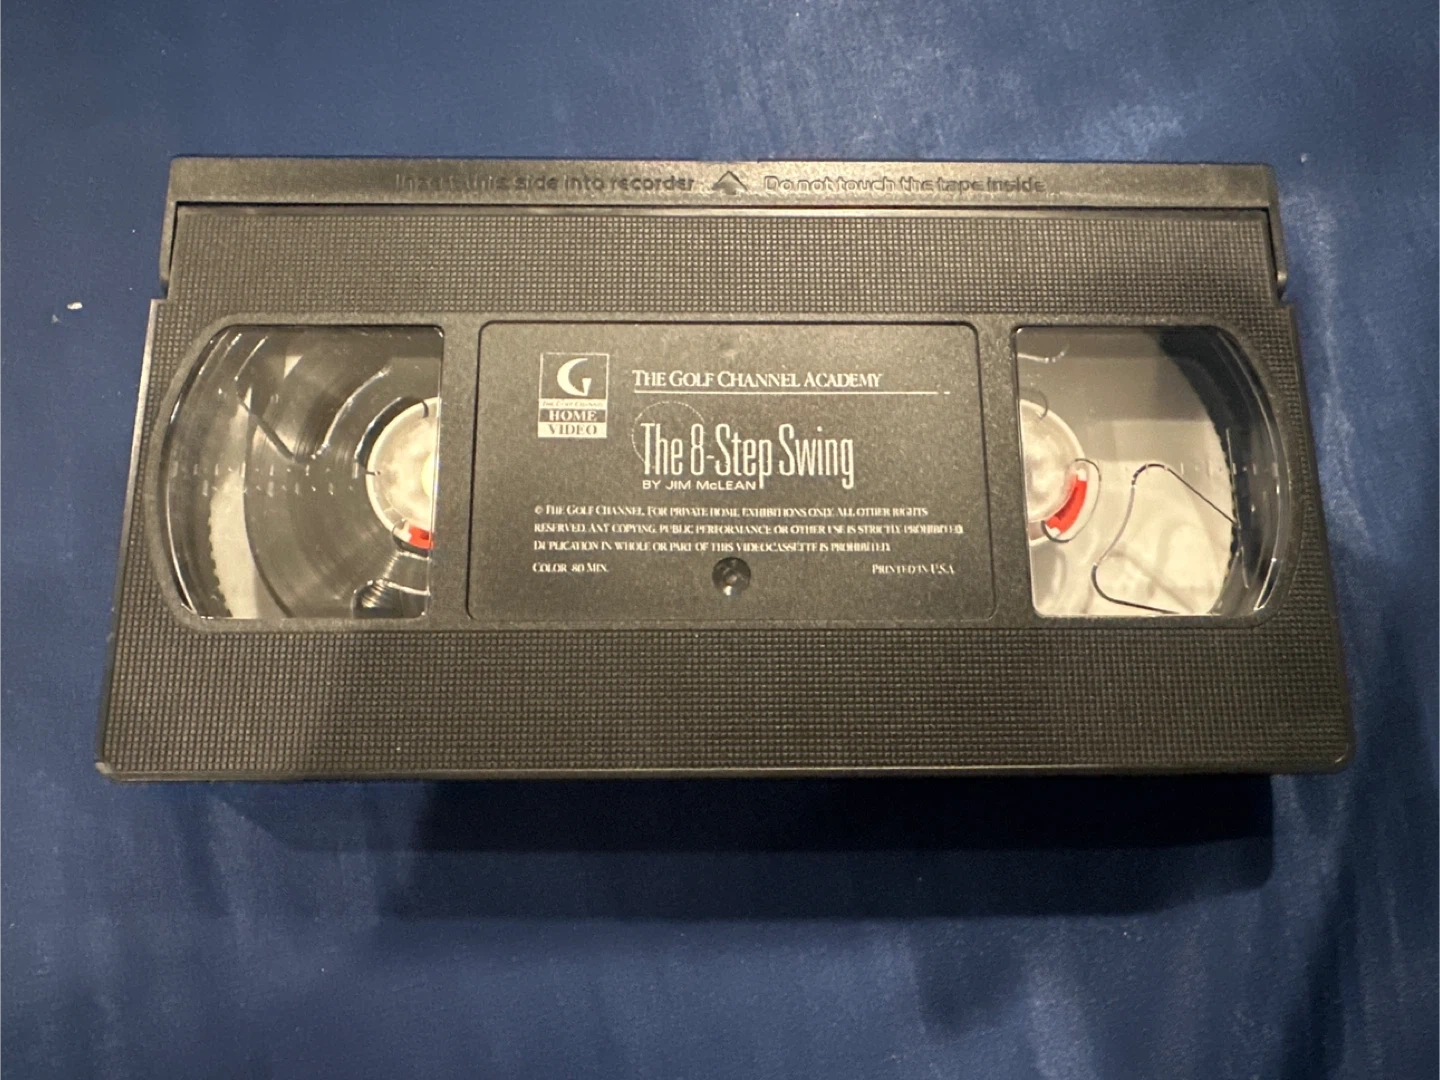 Insert this side into recorder Do not touch the tape inside
G
THE GOLF CHANNEL
HOME
VIDEO
THE GOLF CHANNEL ACADEMY
The 8-Step Swing
BY JIM McLEAN
© THE GOLF CHANNEL. FOR PRIVATE HOME EXHIBITIONS ONLY. ALL OTHER RIGHTS
RESERVED. ANY COPYING, PUBLIC PERFORMANCE OR OTHER USE IS STRICTLY PROHIBITED.
DUPLICATION IN WHOLE OR PART OF THIS VIDEOCASSETTE IS PROHIBITED.
COLOR 80 MIN. PRINTED IN U.S.A